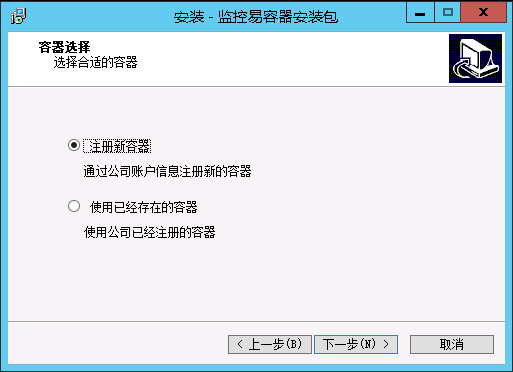 安装 - 监控易容器安装包
容器选择
选择合适的容器
注册新容器
通过公司账户信息注册新的容器
使用已经存在的容器
使用公司已经注册的容器
< 上一步(B)
下一步(N) >
取消